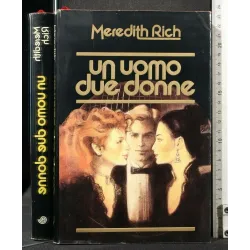 Meredith Rich
un uomo
due donne
Meredith
Rich
un uomo due donne